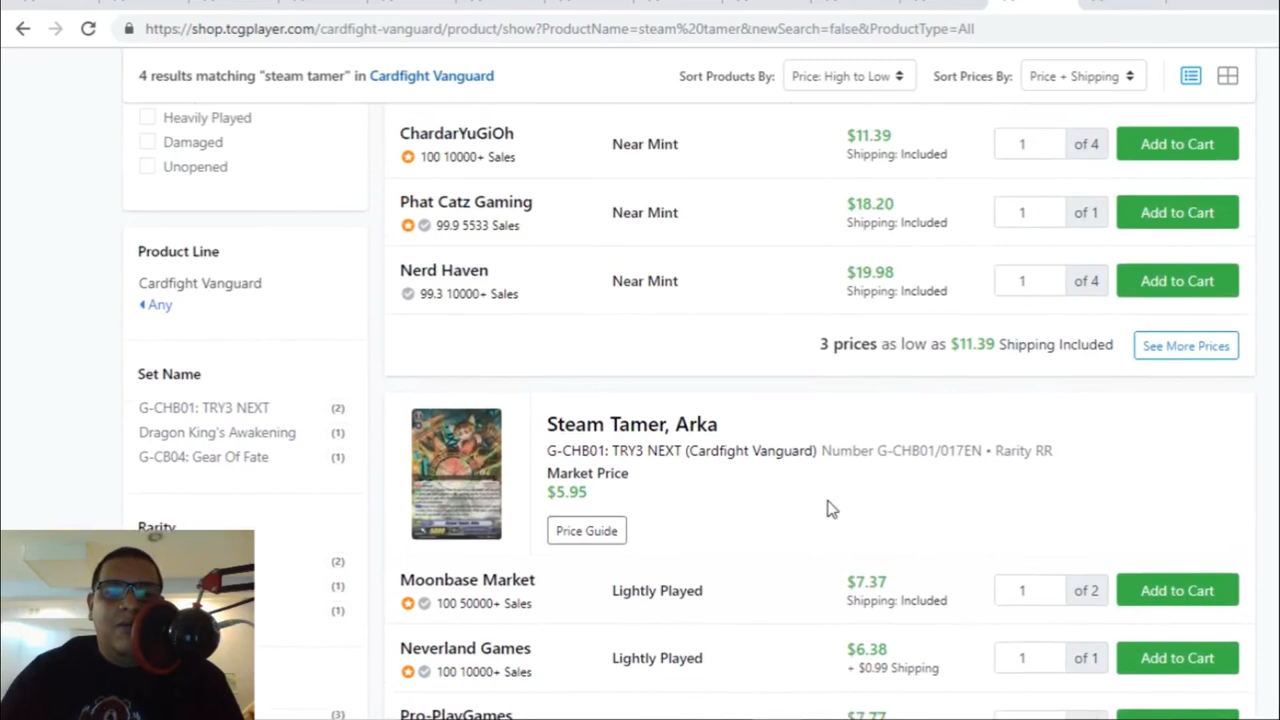 https://shop.tcgplayer.com/cardfight-vanguard/product/show?ProductName=steam%20tamer&newSearch=false&ProductType=All
4 results matching "steam tamer" in Cardfight Vanguard
Sort Products By: Price: High to Low
Sort Prices By: Price + Shipping
Heavily Played
Damaged
Unopened
Product Line
Cardfight Vanguard
Any
Set Name
G-CHB01: TRY3 NEXT (2)
Dragon King's Awakening (1)
G-CB04: Gear Of Fate (1)
Rarity
(2)
(1)
(1)
(3)
ChardarYuGiOh Near Mint $11.39 1 of 4 Add to Cart
100 10000+ Sales Shipping: Included
Phat Catz Gaming Near Mint $18.20 1 of 1 Add to Cart
99.9 5533 Sales Shipping: Included
Nerd Haven Near Mint $19.98 1 of 4 Add to Cart
99.3 10000+ Sales Shipping: Included
3 prices as low as $11.39 Shipping Included See More Prices
Steam Tamer, Arka
G-CHB01: TRY3 NEXT (Cardfight Vanguard) Number G-CHB01/017EN • Rarity RR
Market Price
$5.95
Price Guide
Moonbase Market Lightly Played $7.37 1 of 2 Add to Cart
100 50000+ Sales Shipping: Included
Neverland Games Lightly Played $6.38 1 of 1 Add to Cart
100 10000+ Sales + $0.99 Shipping
Pro-PlayGames $7.77